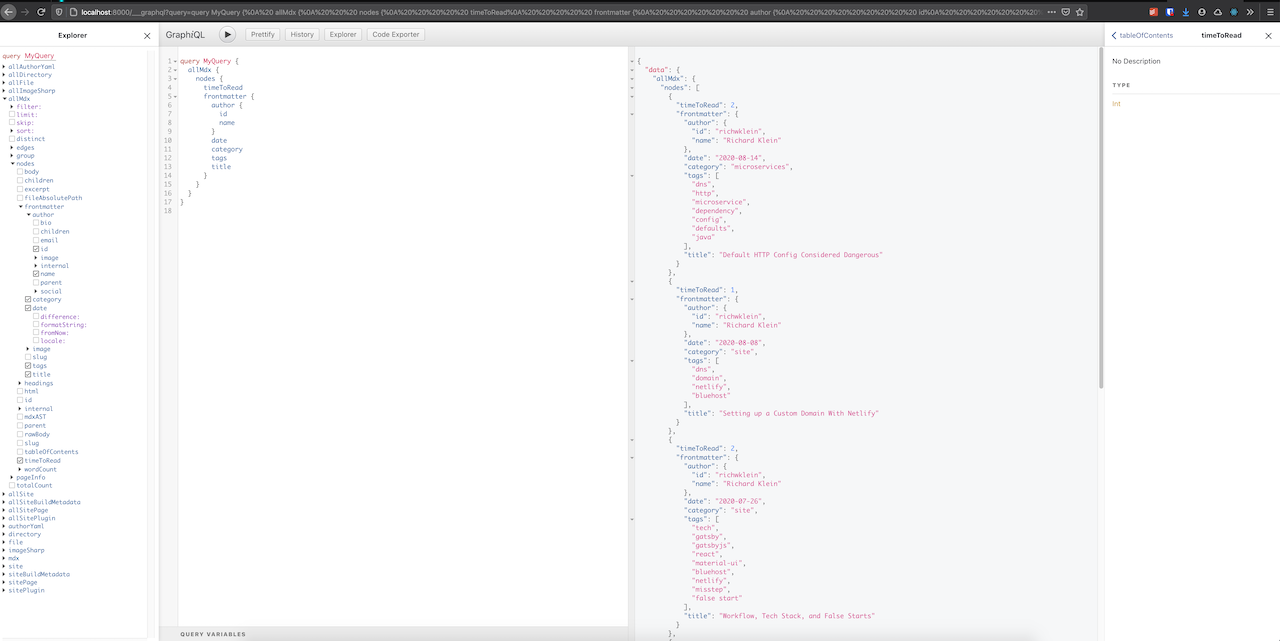 localhost:8000/___graphql?query=query MyQuery {%0A allMdx {%0A%20%20 nodes {%0A%20%20%20%20%20 timeToRead%0A%20%20%20%20%20 frontmatter {%0A%20%20%20%20%20%20%20 author {%0A%20%20%20%20%20%20%20%20%20 id%0A%20%20%20%20%20%20%20%20%20
Explorer
GraphiQL
Prettify
History
Explorer
Code Exporter
tableOfContents
timeToRead
query MyQuery
allAuthorYaml
allDirectory
allFile
allImageSharp
allMdx
filter:
limit:
skip:
sort:
distinct
edges
group
nodes
body
children
excerpt
fileAbsolutePath
frontmatter
author
bio
children
email
id
image
internal
name
parent
social
category
date
difference:
formatString:
fromNow:
locale:
image
slug
tags
title
headings
html
id
internal
mdxAST
parent
rawBody
slug
tableOfContents
timeToRead
wordCount
pageInfo
totalCount
allSite
allSiteBuildMetadata
allSitePage
allSitePlugin
authorYaml
directory
file
imageSharp
mdx
site
siteBuildMetadata
sitePage
sitePlugin
1 query MyQuery {
2 allMdx {
3 nodes {
4 timeToRead
5 frontmatter {
6 author {
7 id
8 name
9 }
10 date
11 category
12 tags
13 title
14 }
15 }
16 }
17 }
18
QUERY VARIABLES
{
"data": {
"allMdx": {
"nodes": [
{
"timeToRead": 2,
"frontmatter": {
"author": {
"id": "richwklein",
"name": "Richard Klein"
},
"date": "2020-08-14",
"category": "microservices",
"tags": [
"dns",
"http",
"microservice",
"dependency",
"config",
"defaults",
"java"
],
"title": "Default HTTP Config Considered Dangerous"
}
},
{
"timeToRead": 1,
"frontmatter": {
"author": {
"id": "richwklein",
"name": "Richard Klein"
},
"date": "2020-08-08",
"category": "site",
"tags": [
"dns",
"domain",
"netlify",
"bluehost"
],
"title": "Setting up a Custom Domain With Netlify"
}
},
{
"timeToRead": 2,
"frontmatter": {
"author": {
"id": "richwklein",
"name": "Richard Klein"
},
"date": "2020-07-26",
"category": "site",
"tags": [
"tech",
"gatsby",
"gatsbyjs",
"react",
"material-ui",
"bluehost",
"netlify",
"misstep",
"false start"
],
"title": "Workflow, Tech Stack, and False Starts"
}
},
{
No Description
TYPE
Int